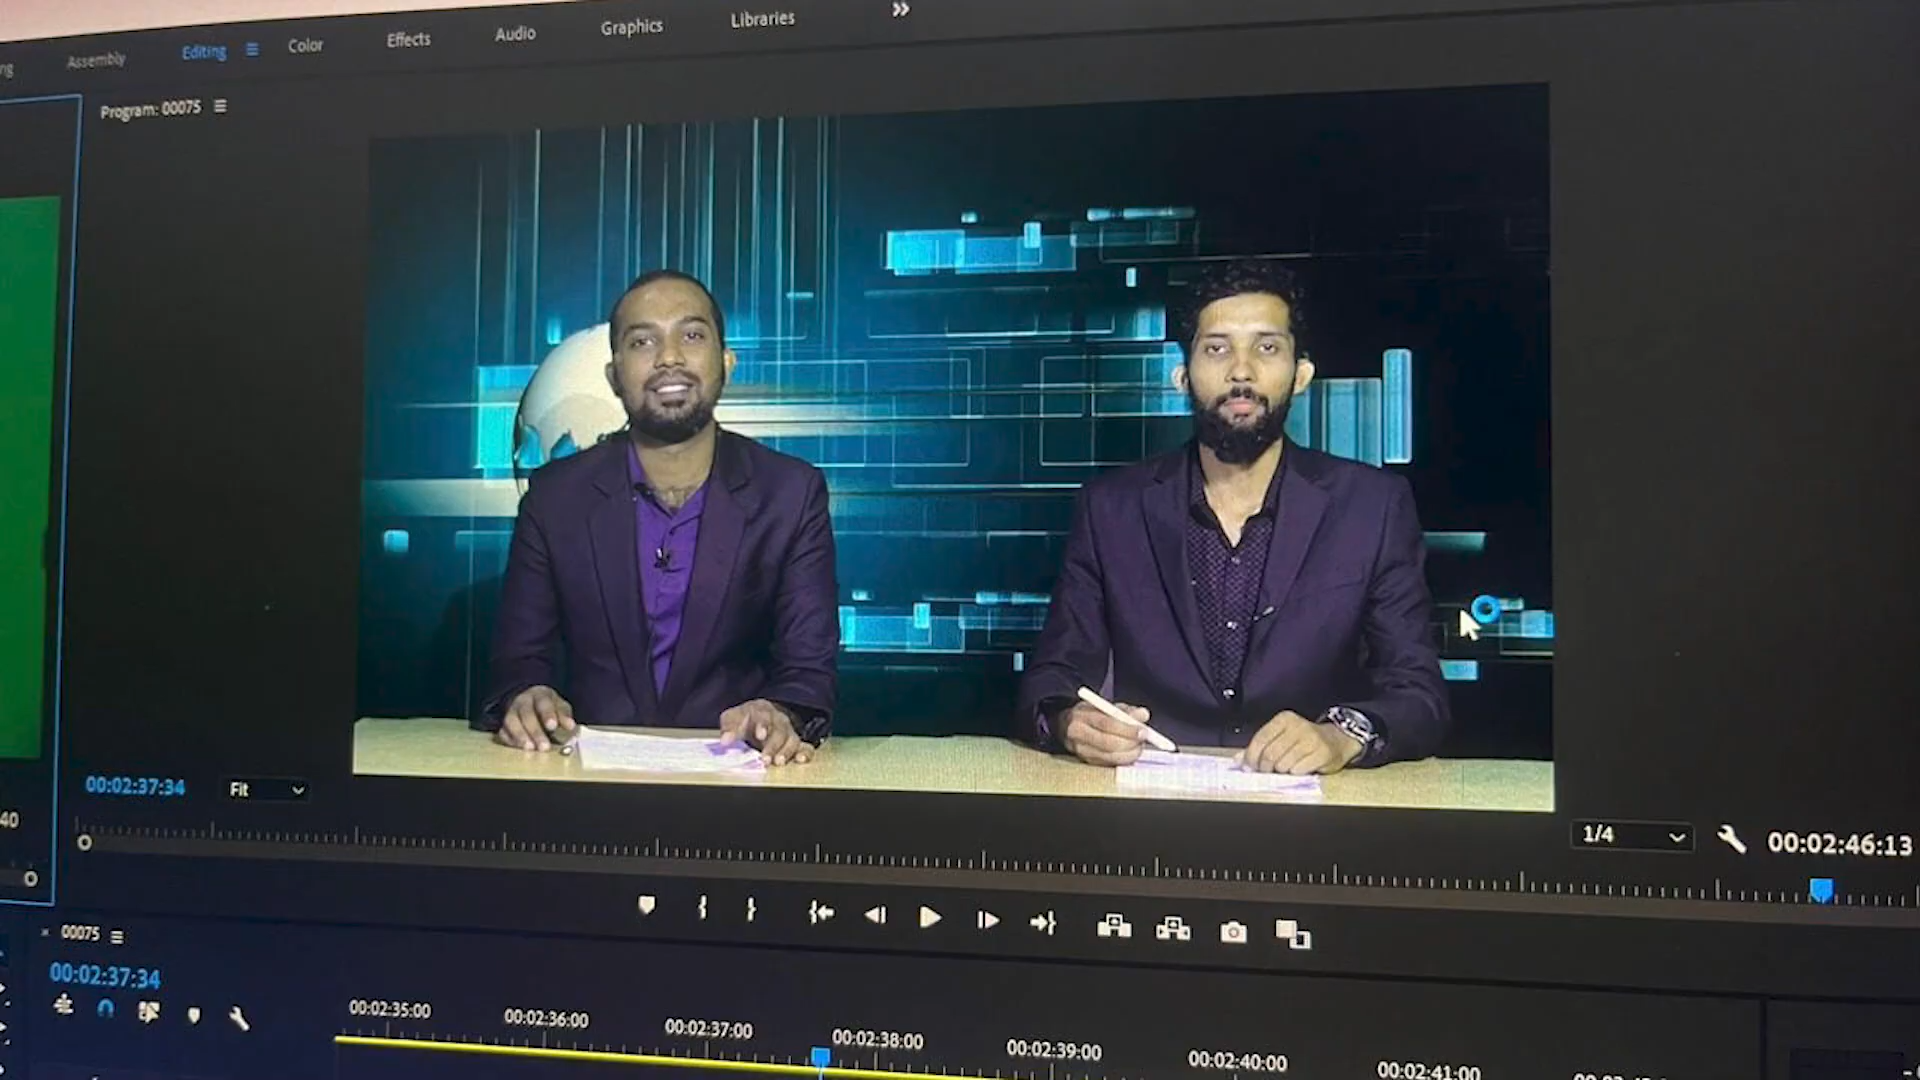 ng Assembly Editing Color Effects Audio Graphics Libraries
Program: 00075
00:02:37:34 Fit
40
1/4 00:02:46:13
00075
00:02:37:34
00:02:35:00 00:02:36:00 00:02:37:00 00:02:38:00 00:02:39:00 00:02:40:00 00:02:41:00